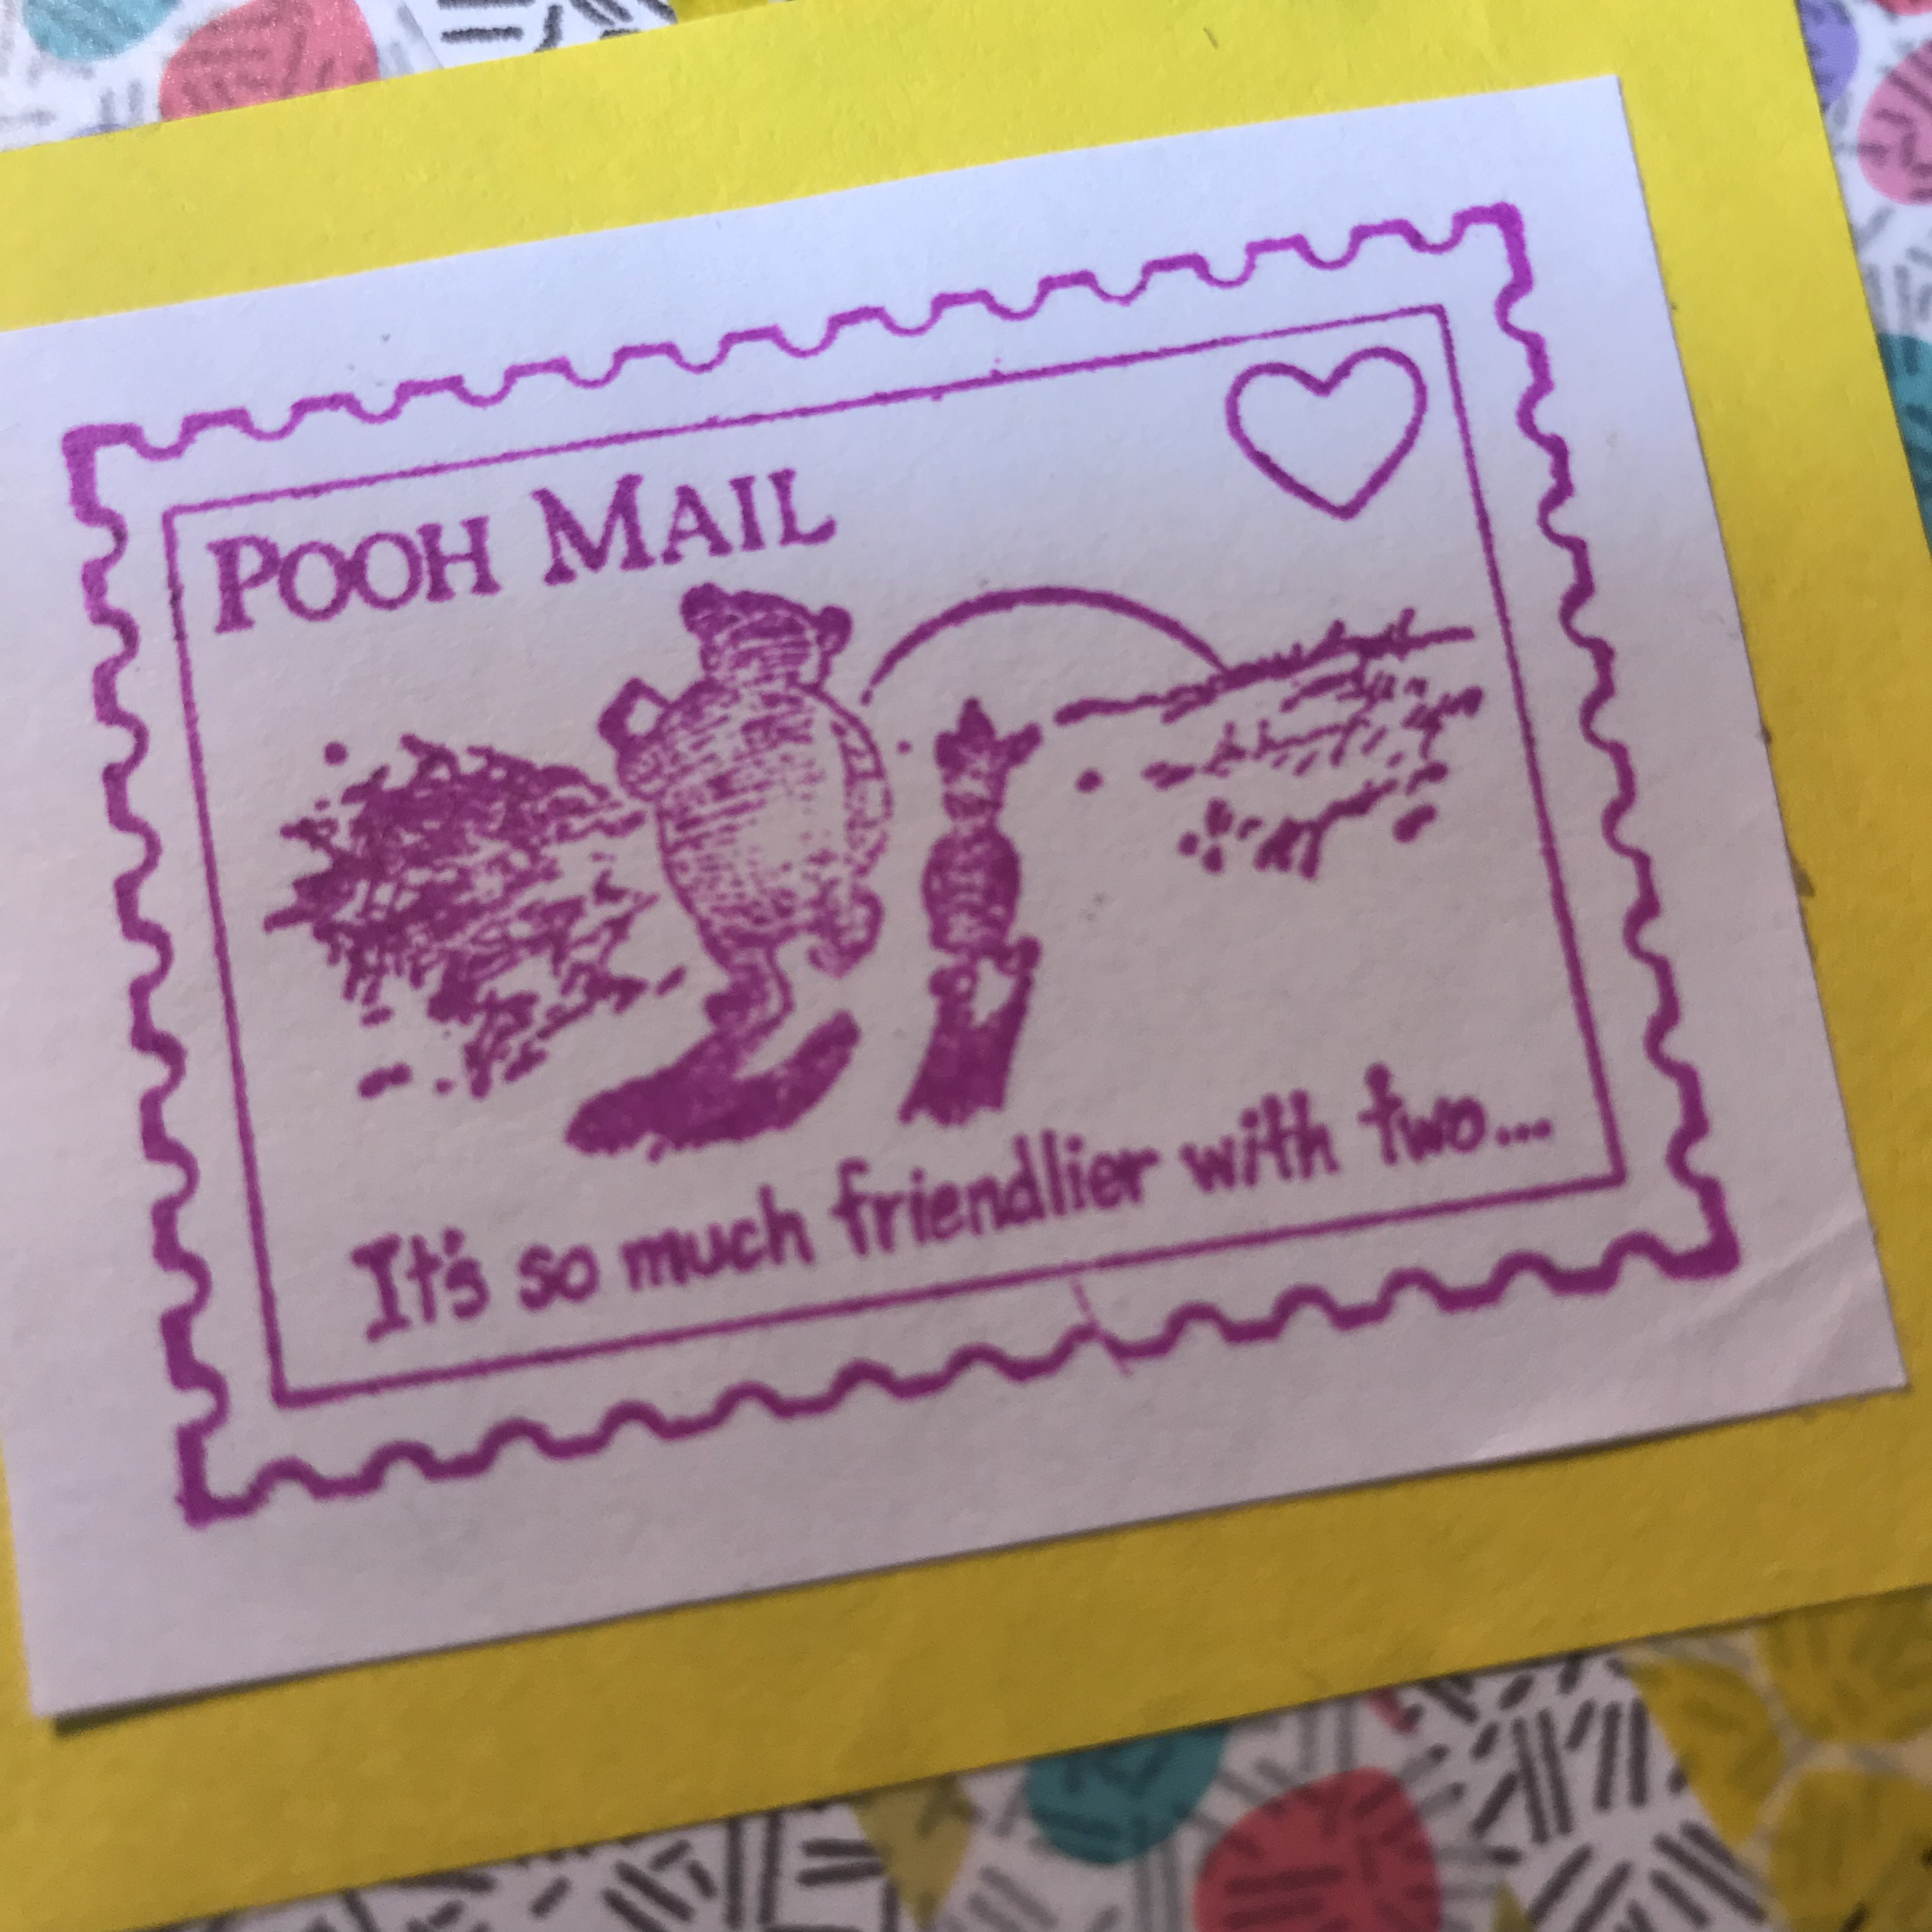 POOH MAIL
It's so much friendlier with two...